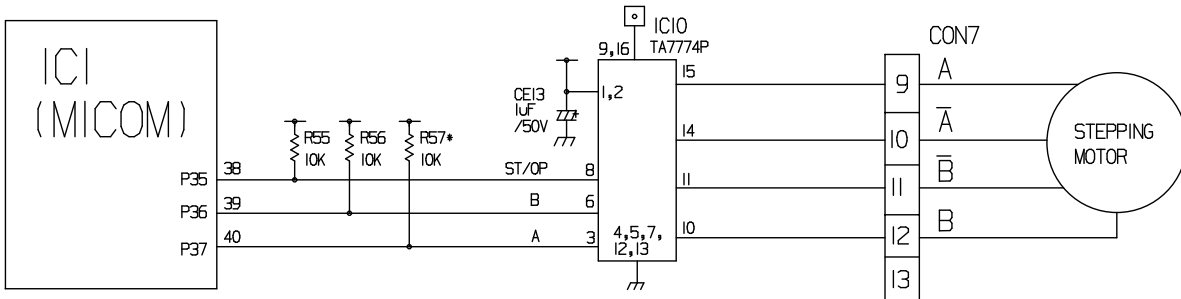 IC1
(MICOM)
P35
P36
P37
38
39
40
R55
10K
R56
10K
R57*
10K
CE13
1uF
/50V
ST/OP
B
A
9,16
IC10
TA7774P
1,2
8
6
3
4,5,7,
12,13
15
14
11
10
CON7
9
10
11
12
13
A
A̅
B̅
B
STEPPING
MOTOR